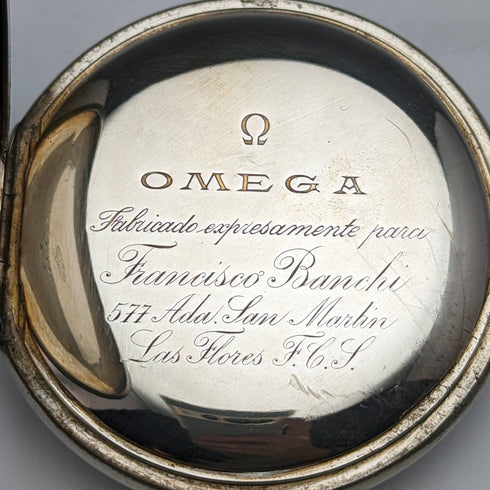 Ω
OMEGA
Fabricado expresamente para
Francisco Banchi
577 Ada. San Martin
Las Flores F.C.S.